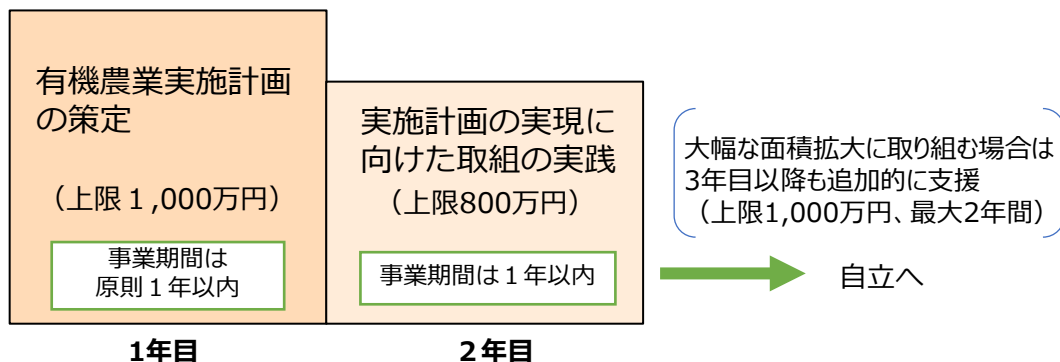 有機農業実施計画
の策定
（上限１,000万円）
事業期間は
原則１年以内
1年目
実施計画の実現に
向けた取組の実践
（上限800万円）
事業期間は１年以内
２年目
大幅な面積拡大に取り組む場合は
3年目以降も追加的に支援
（上限1,000万円、最大2年間）
自立へ